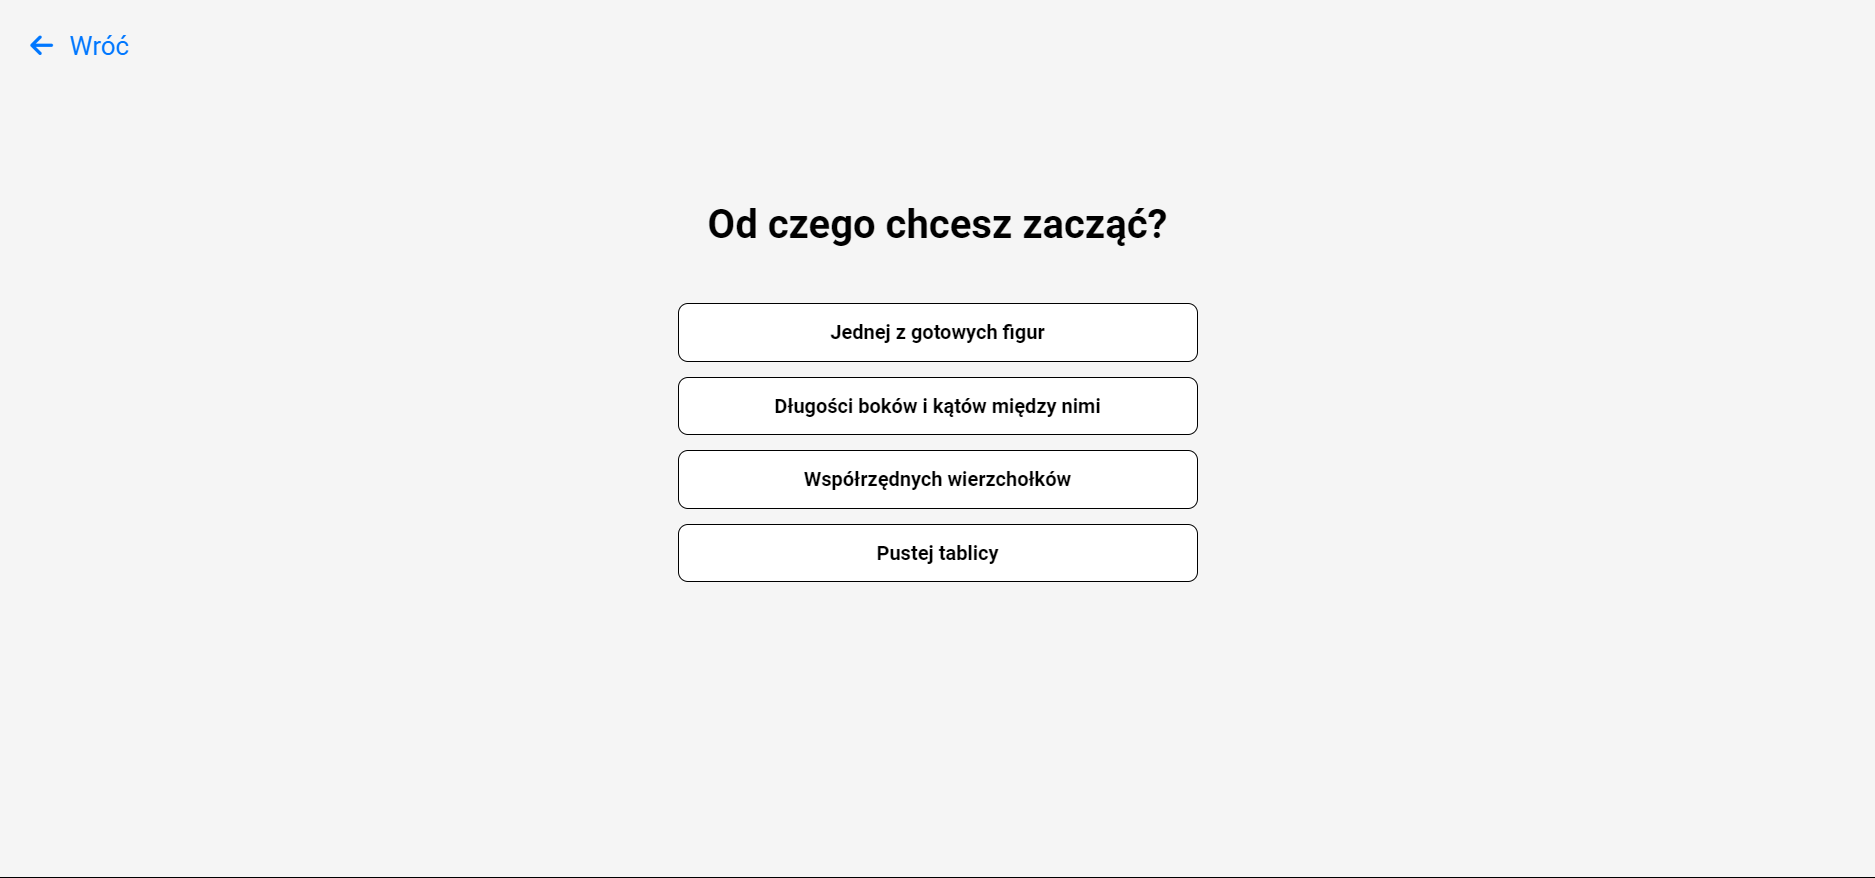 Wróć
Od czego chcesz zacząć?
Jednej z gotowych figur
Długości boków i kątów między nimi
Współrzędnych wierzchołków
Pustej tablicy